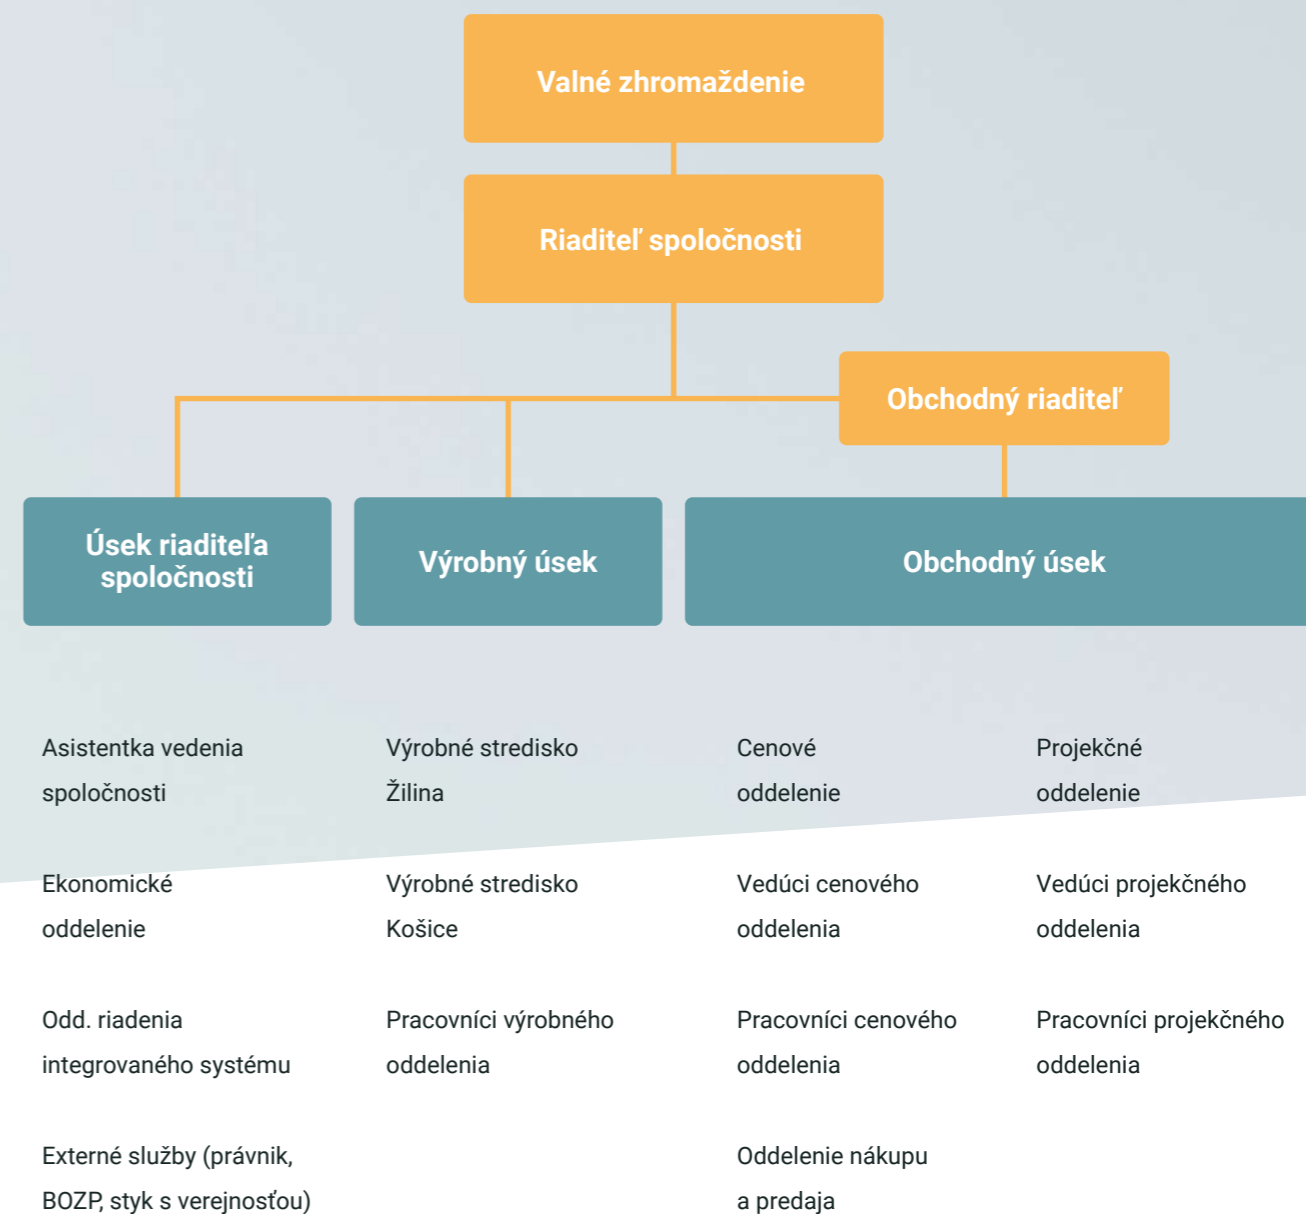 Valné zhromaždenie
Riaditeľ spoločnosti
Obchodný riaditeľ
Úsek riaditeľa
spoločnosti
Výrobný úsek
Obchodný úsek
Asistentka vedenia
spoločnosti
Ekonomické
oddelenie
Odd. riadenia
integrovaného systému
Externé služby (právnik,
BOZP, styk s verejnosťou)
Výrobné stredisko
Žilina
Výrobné stredisko
Košice
Pracovníci výrobného
oddelenia
Cenové
oddelenie
Vedúci cenového
oddelenia
Pracovníci cenového
oddelenia
Oddelenie nákupu
a predaja
Projekčné
oddelenie
Vedúci projekčného
oddelenia
Pracovníci projekčného
oddelenia